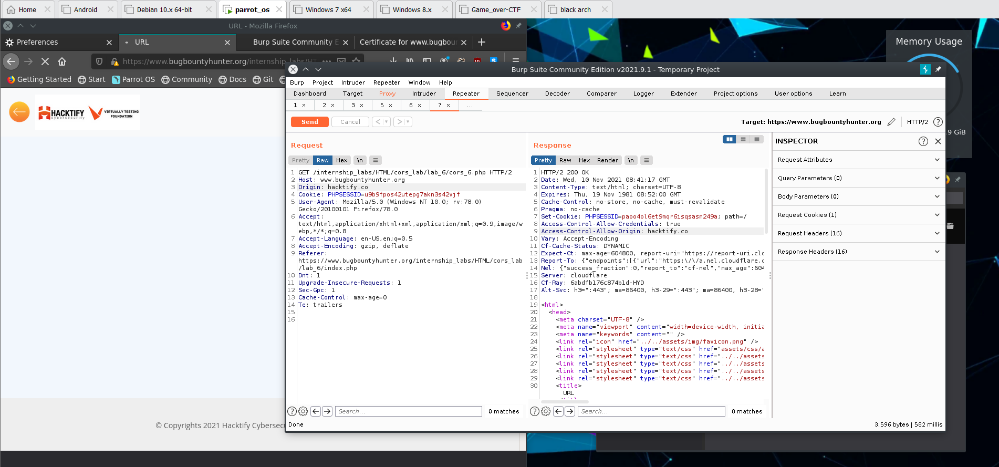 Home
Android
Debian 10.x 64-bit
parrot_os
Windows 7 x64
Windows 8.x
Game_over-CTF
black arch
URL - Mozilla Firefox
Preferences
URL
Burp Suite Community E
Certificate for www.bugbou
https://www.bugbountyhunter.org/internship_labs/HT
Getting Started
Start
Parrot OS
Community
Docs
Git
HACKTIFY
cybersecurity
VIRTUALLY TESTING
FOUNDATION
© Copyrights 2021 Hacktify Cybersecu
Memory Usage
.9 GiB
Burp Suite Community Edition v2021.9.1 - Temporary Project
Burp Project Intruder Repeater Window Help
Dashboard Target Proxy Intruder Repeater Sequencer Decoder Comparer Logger Extender Project options User options Learn
1 × 2 × 3 × 5 × 6 × 7 × ...
Send Cancel < >
Target: https://www.bugbountyhunter.org HTTP/2
Request
Pretty Raw Hex \n
1 GET /internship_labs/HTML/cors_lab/lab_6/cors_6.php HTTP/2
2 Host: www.bugbountyhunter.org
3 Origin: hacktify.co
4 Cookie: PHPSESSID=u9b9fpos42utepg7akn3s42vjf
5 User-Agent: Mozilla/5.0 (Windows NT 10.0; rv:78.0)
Gecko/20100101 Firefox/78.0
6 Accept:
text/html,application/xhtml+xml,application/xml;q=0.9,image/w
ebp,*/*;q=0.8
7 Accept-Language: en-US,en;q=0.5
8 Accept-Encoding: gzip, deflate
9 Referer:
https://www.bugbountyhunter.org/internship_labs/HTML/cors_lab
/lab_6/index.php
10 Dnt: 1
11 Upgrade-Insecure-Requests: 1
12 Sec-Gpc: 1
13 Cache-Control: max-age=0
14 Te: trailers
15
16
Search...
0 matches
Done
Response
Pretty Raw Hex Render \n
1 HTTP/2 200 OK
2 Date: Wed, 10 Nov 2021 08:41:17 GMT
3 Content-Type: text/html; charset=UTF-8
4 Expires: Thu, 19 Nov 1981 08:52:00 GMT
5 Cache-Control: no-store, no-cache, must-revalidate
6 Pragma: no-cache
7 Set-Cookie: PHPSESSID=paoo4ol6et9mqr6isqsasm249a; path=/
8 Access-Control-Allow-Credentials: true
9 Access-Control-Allow-Origin: hacktify.co
10 Vary: Accept-Encoding
11 Cf-Cache-Status: DYNAMIC
12 Expect-Ct: max-age=604800, report-uri="https://report-uri.clo
13 Report-To: {"endpoints":[{"url":"https:\/\/a.nel.cloudflare.c
14 Nel: {"success_fraction":0,"report_to":"cf-nel","max_age":604
15 Server: cloudflare
16 Cf-Ray: 6abdfb176c874b1d-HYD
17 Alt-Svc: h3=":443"; ma=86400, h3-29=":443"; ma=86400, h3-28="
18
19 <html>
20 <head>
21 <meta charset="UTF-8" />
22 <meta name="viewport" content="width=device-width, initia
23 <meta name="keywords" content="" />
24 <link rel="icon" href="../../assets/img/favicon.png" />
25 <link rel="stylesheet" type="text/css" href="assets/css/a
26 <link rel="stylesheet" type="text/css" href="../../assets
27 <link rel="stylesheet" type="text/css" href="../../assets
28 <link rel="stylesheet" type="text/css" href="../../assets
29 <link rel="stylesheet" type="text/css" href="../../assets
30 <title>
URL
Search...
0 matches
INSPECTOR
Request Attributes
Query Parameters (0)
Body Parameters (0)
Request Cookies (1)
Request Headers (16)
Response Headers (16)
3,596 bytes | 582 millis